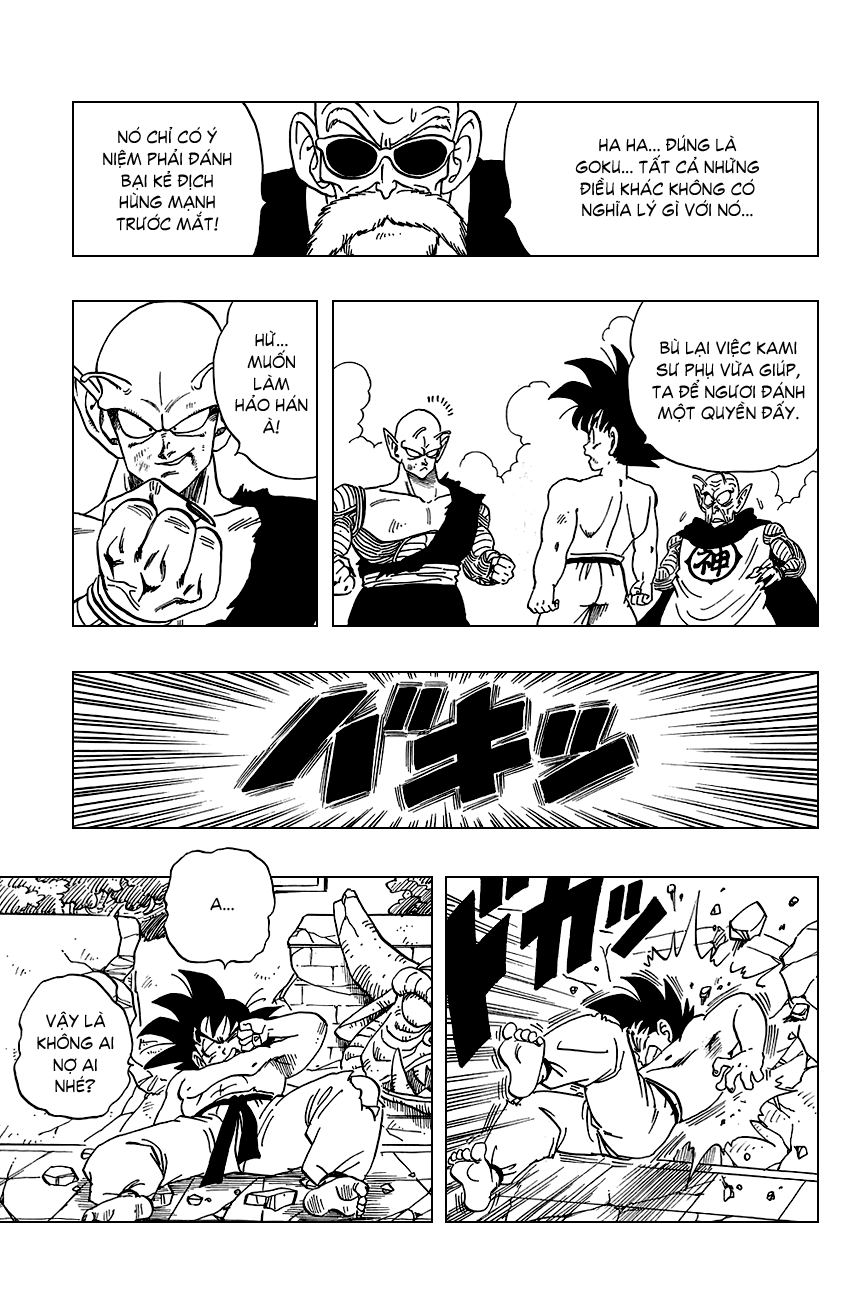 HA HA... ĐÚNG LÀ
GOKU... TẤT CẢ NHỮNG
ĐIỀU KHÁC KHÔNG CÓ
NGHĨA LÝ GÌ VỚI NÓ...
NÓ CHỈ CÓ Ý
NIỆM PHẢI ĐÁNH
BẠI KẺ ĐỊCH
HÙNG MẠNH
TRƯỚC MẮT!
BÙ LẠI VIỆC KAMI
SƯ PHỤ VỪA GIÚP,
TA ĐỂ NGƯƠI ĐÁNH
MỘT QUYỀN ĐẤY.
神
HỪ...
MUỐN
LÀM
HẢO HÁN
À!
バキッ
ドガッ
A...
VẬY LÀ
KHÔNG AI
NỢ AI
NHÉ?